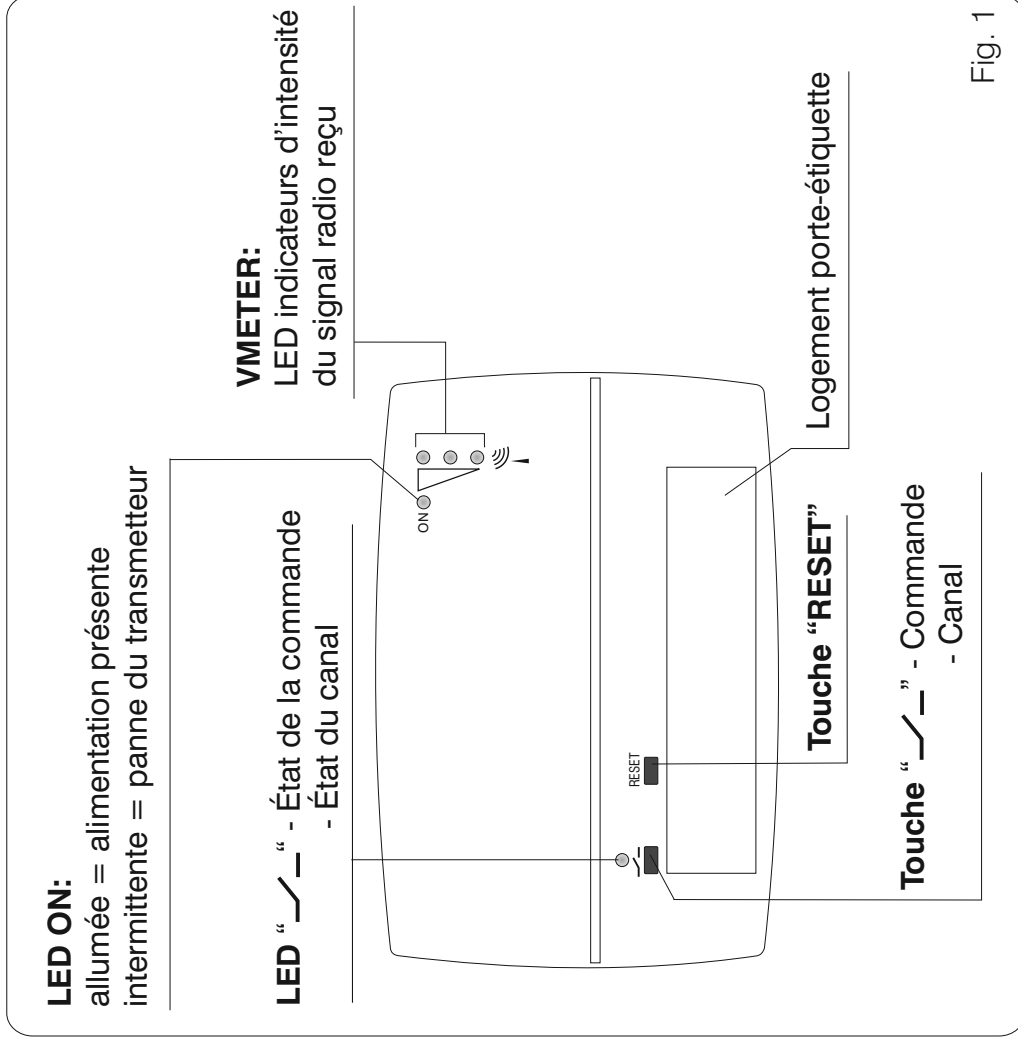 LED ON:
allumée = alimentation présente
intermittente = panne du transmetteur
LED “ ” - État de la commande
- État du canal
VMETER:
LED indicateurs d'intensité
du signal radio reçu
ON
RESET
Touche “RESET”
Touche “ ” - Commande
- Canal
Logement porte-étiquette
Fig. 1